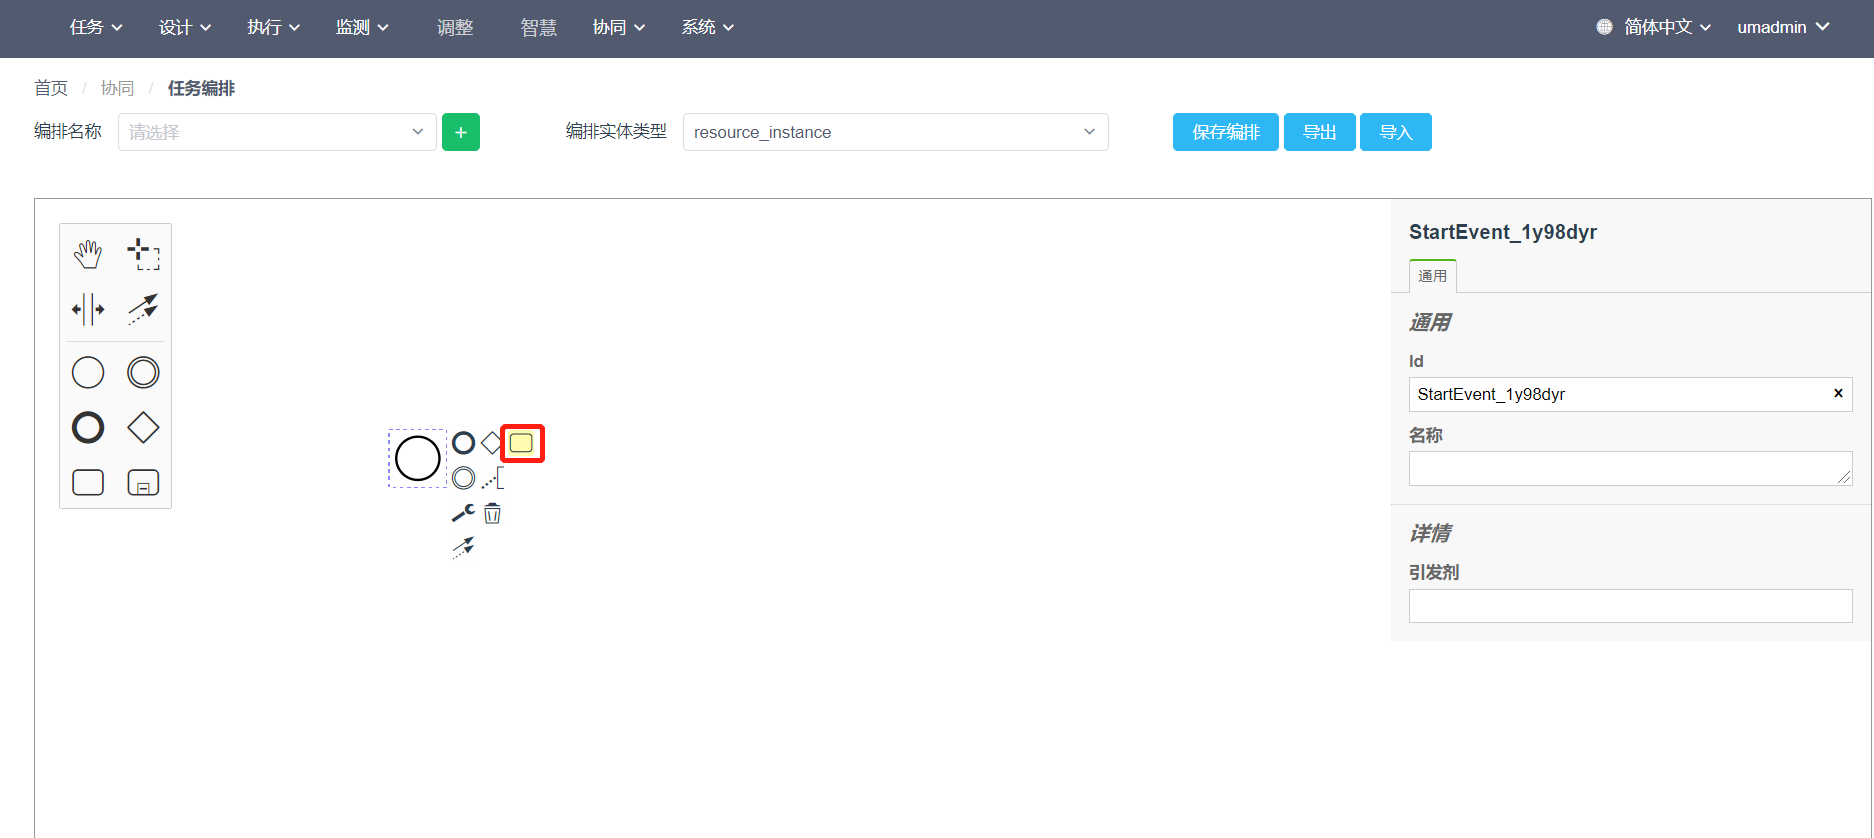 任务 设计 执行 监测 调整 智慧 协同 系统 简体中文 umadmin
首页 / 协同 / 任务编排
编排名称 请选择 + 编排实体类型 resource_instance 保存编排 导出 导入
StartEvent_1y98dyr
通用
通用
Id
StartEvent_1y98dyr ×
名称
详情
引发剂